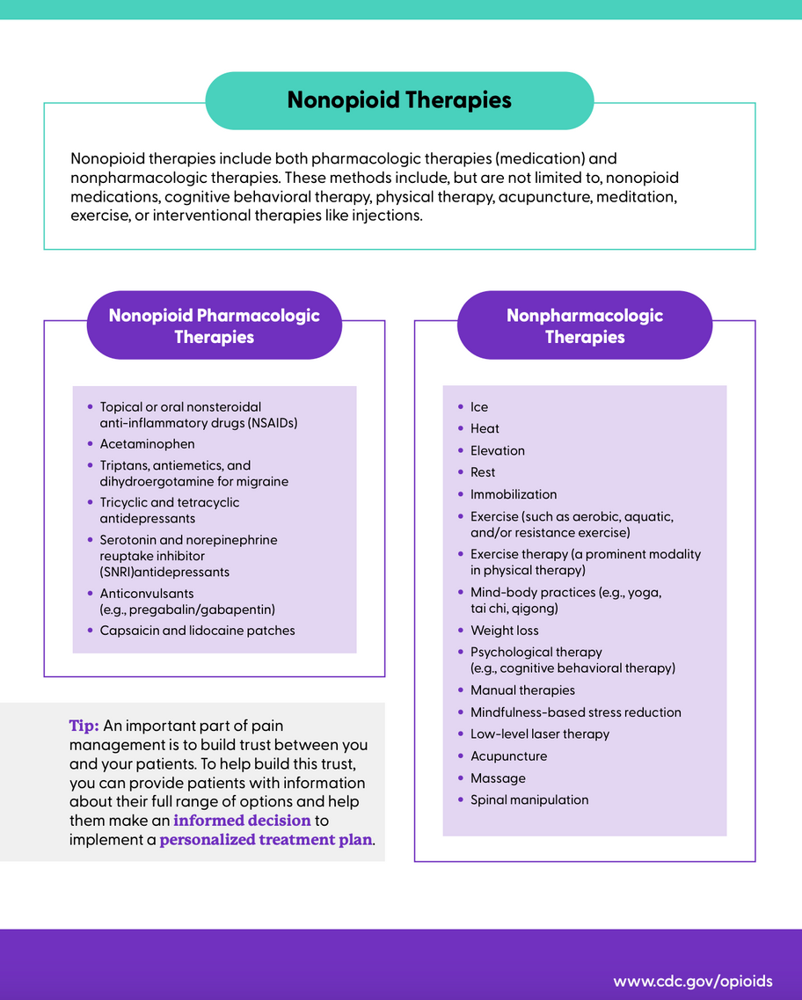 Nonopioid Therapies
Nonopioid therapies include both pharmacologic therapies (medication) and
nonpharmacologic therapies. These methods include, but are not limited to, nonopioid
medications, cognitive behavioral therapy, physical therapy, acupuncture, meditation,
exercise, or interventional therapies like injections.
Nonopioid Pharmacologic
Therapies
• Topical or oral nonsteroidal
anti-inflammatory drugs (NSAIDs)
• Acetaminophen
• Triptans, antiemetics, and
dihydroergotamine for migraine
• Tricyclic and tetracyclic
antidepressants
• Serotonin and norepinephrine
reuptake inhibitor
(SNRI)antidepressants
• Anticonvulsants
(e.g., pregabalin/gabapentin)
• Capsaicin and lidocaine patches
Tip: An important part of pain
management is to build trust between you
and your patients. To help build this trust,
you can provide patients with information
about their full range of options and help
them make an informed decision to
implement a personalized treatment plan.
Nonpharmacologic
Therapies
• Ice
• Heat
• Elevation
• Rest
• Immobilization
• Exercise (such as aerobic, aquatic,
and/or resistance exercise)
• Exercise therapy (a prominent modality
in physical therapy)
• Mind-body practices (e.g., yoga,
tai chi, qigong)
• Weight loss
• Psychological therapy
(e.g., cognitive behavioral therapy)
• Manual therapies
• Mindfulness-based stress reduction
• Low-level laser therapy
• Acupuncture
• Massage
• Spinal manipulation
www.cdc.gov/opioids